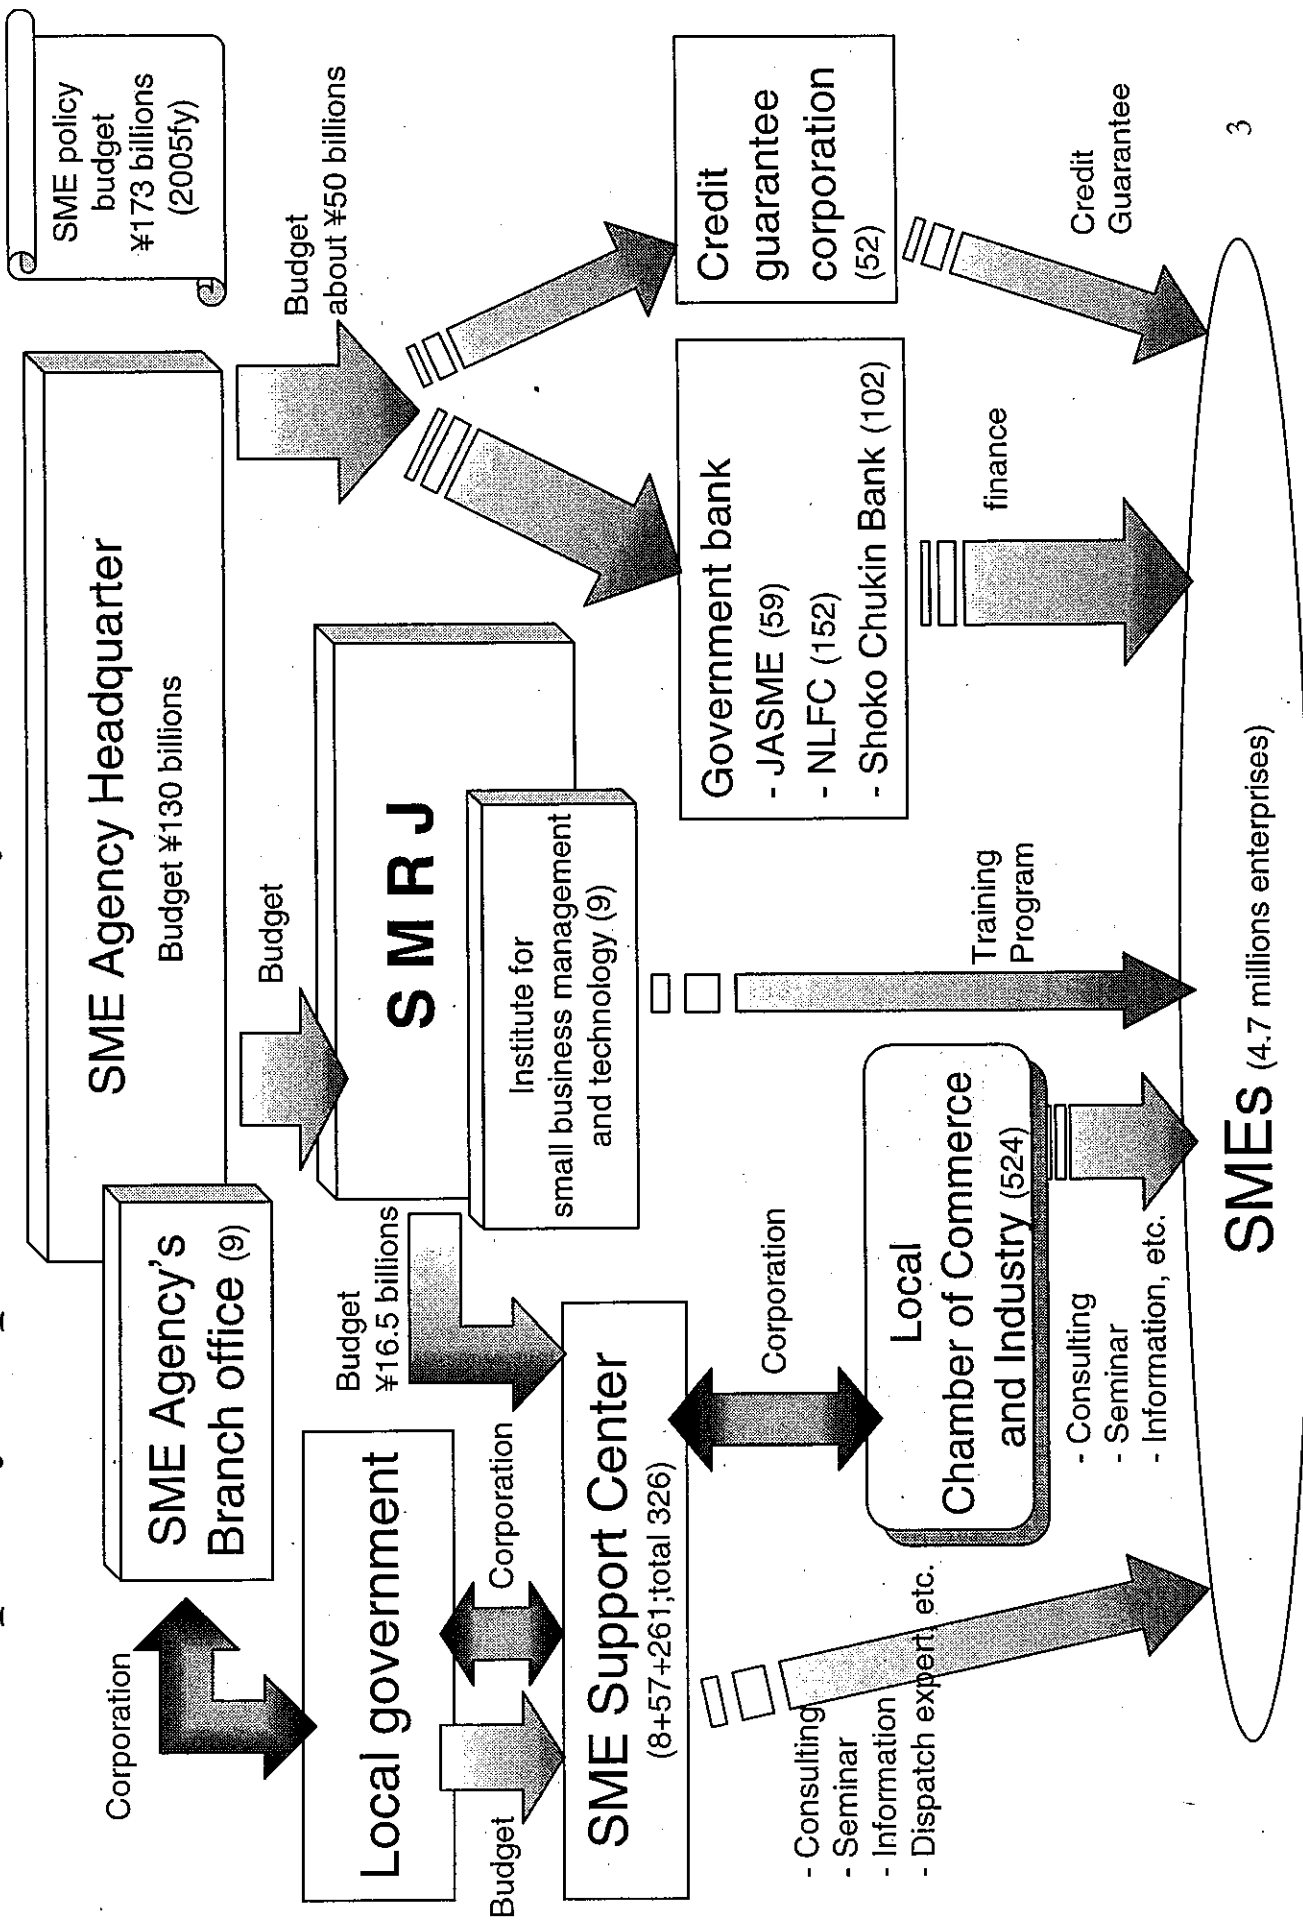 SME policy
budget
¥173 billions
(2005fy)
SME Agency Headquarter
Budget ¥130 billions
SME Agency's
Branch office (9)
Corporation
Budget
Budget
about ¥50 billions
S M R J
Institute for
small business management
and technology (9)
Local government
Budget
¥16.5 billions
Budget
Corporation
SME Support Center
(8+57+261;total 326)
Government bank
- JASME (59)
- NLFC (152)
- Shoko Chukin Bank (102)
Credit
guarantee
corporation
(52)
Corporation
Local
Chamber of Commerce
and Industry (524)
- Consulting
- Seminar
- Information
- Dispatch expert, etc.
- Consulting
- Seminar
- Information, etc.
Training
Program
finance
Credit
Guarantee
SMEs (4.7 millions enterprises)
3